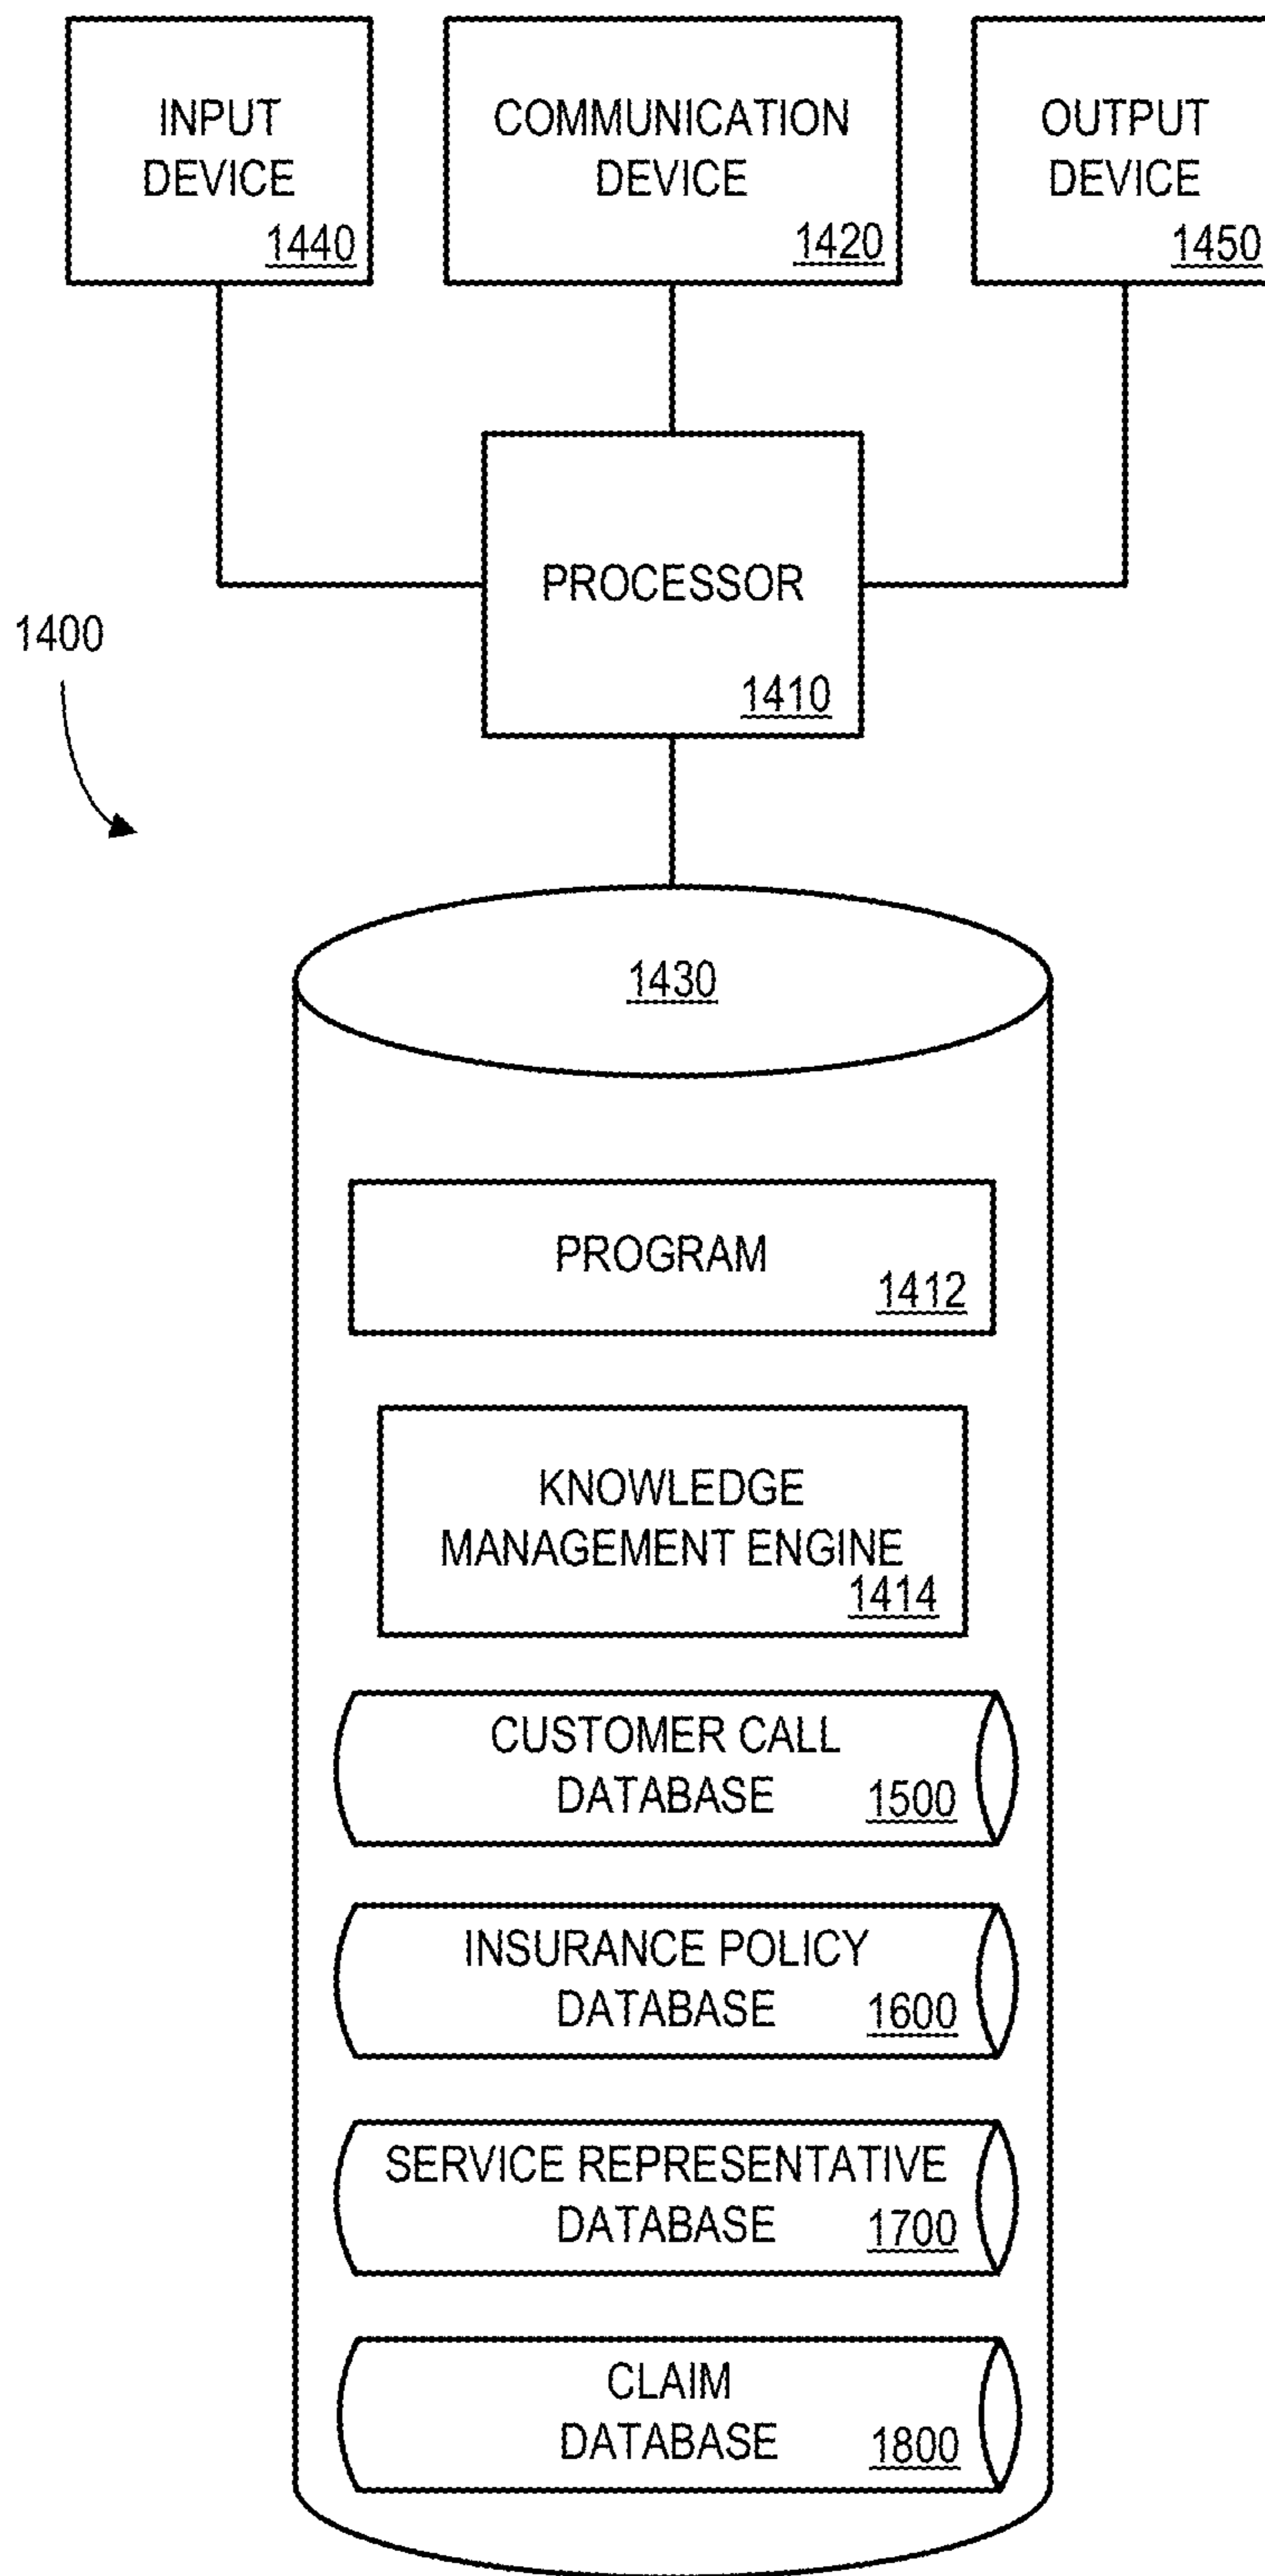 INPUT
DEVICE
1440
COMMUNICATION
DEVICE
1420
OUTPUT
DEVICE
1450
PROCESSOR
1410
1400
1430
PROGRAM
1412
KNOWLEDGE
MANAGEMENT ENGINE
1414
CUSTOMER CALL
DATABASE 1500
INSURANCE POLICY
DATABASE 1600
SERVICE REPRESENTATIVE
DATABASE 1700
CLAIM
DATABASE 1800